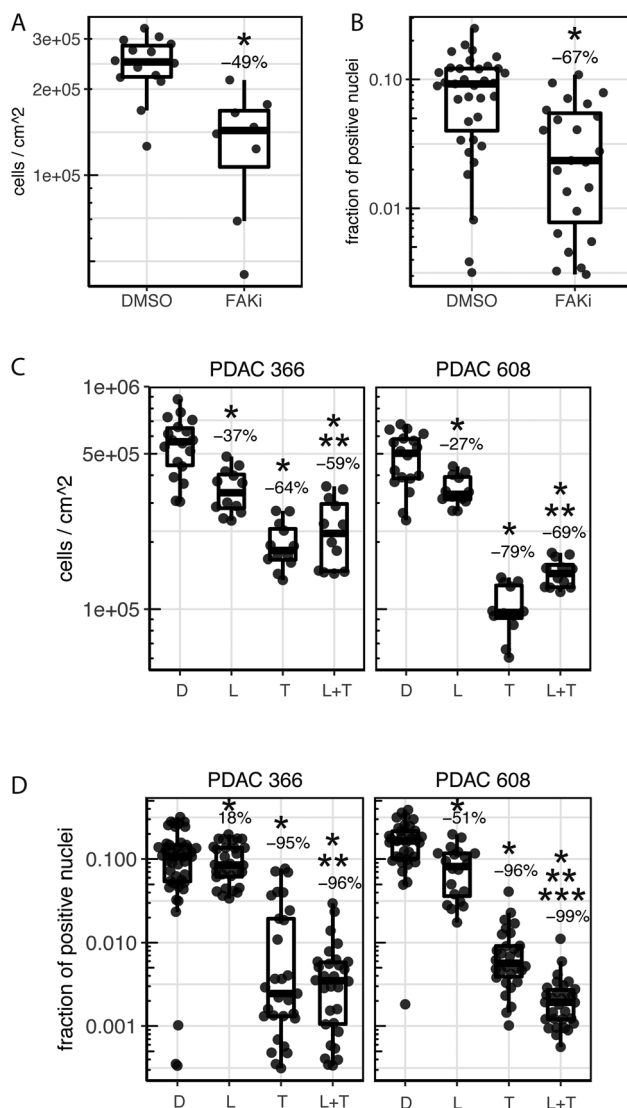 A
cells / cm^2
3e+05
2e+05
1e+05
*
−49%
DMSO
FAKi
B
fraction of positive nuclei
0.10
0.01
*
−67%
DMSO
FAKi
C
PDAC 366
PDAC 608
cells / cm^2
1e+06
5e+05
1e+05
*
−37%
*
−64%
*
**
−59%
*
−27%
*
−79%
*
**
−69%
D
L
T
L+T
D
L
T
L+T
D
PDAC 366
PDAC 608
fraction of positive nuclei
0.100
0.010
0.001
*
18%
*
−95%
*
**
−96%
*
−51%
*
−96%
*
**
***
−99%
D
L
T
L+T
D
L
T
L+T